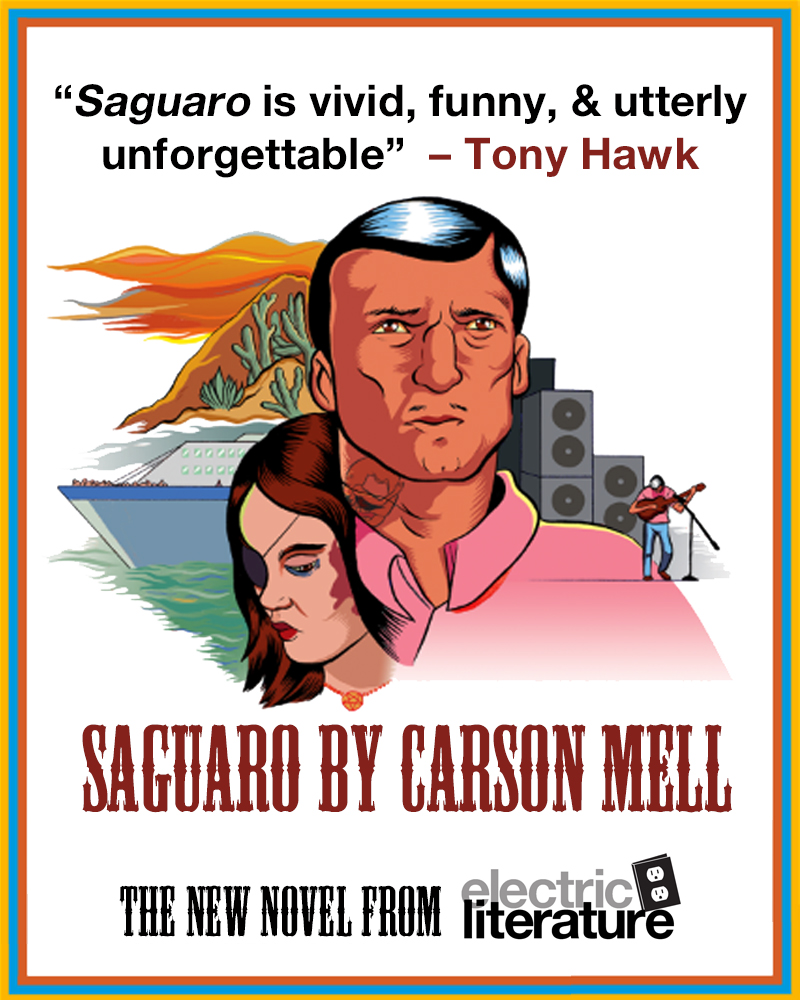 “Saguaro is vivid, funny, & utterly
unforgettable” – Tony Hawk
SAGUARO BY CARSON MELL
THE NEW NOVEL FROM electric
literature